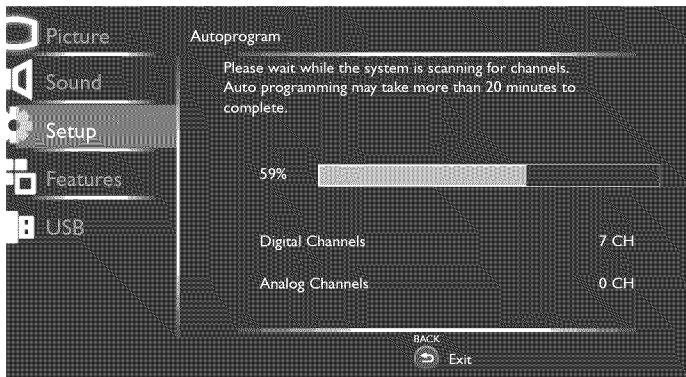 Picture
Sound
Setup
Features
USB
Autoprogram
Please wait while the system is scanning for channels.
Auto programming may take more than 20 minutes to
complete.
59%
Digital Channels 7 CH
Analog Channels 0 CH
BACK
Exit